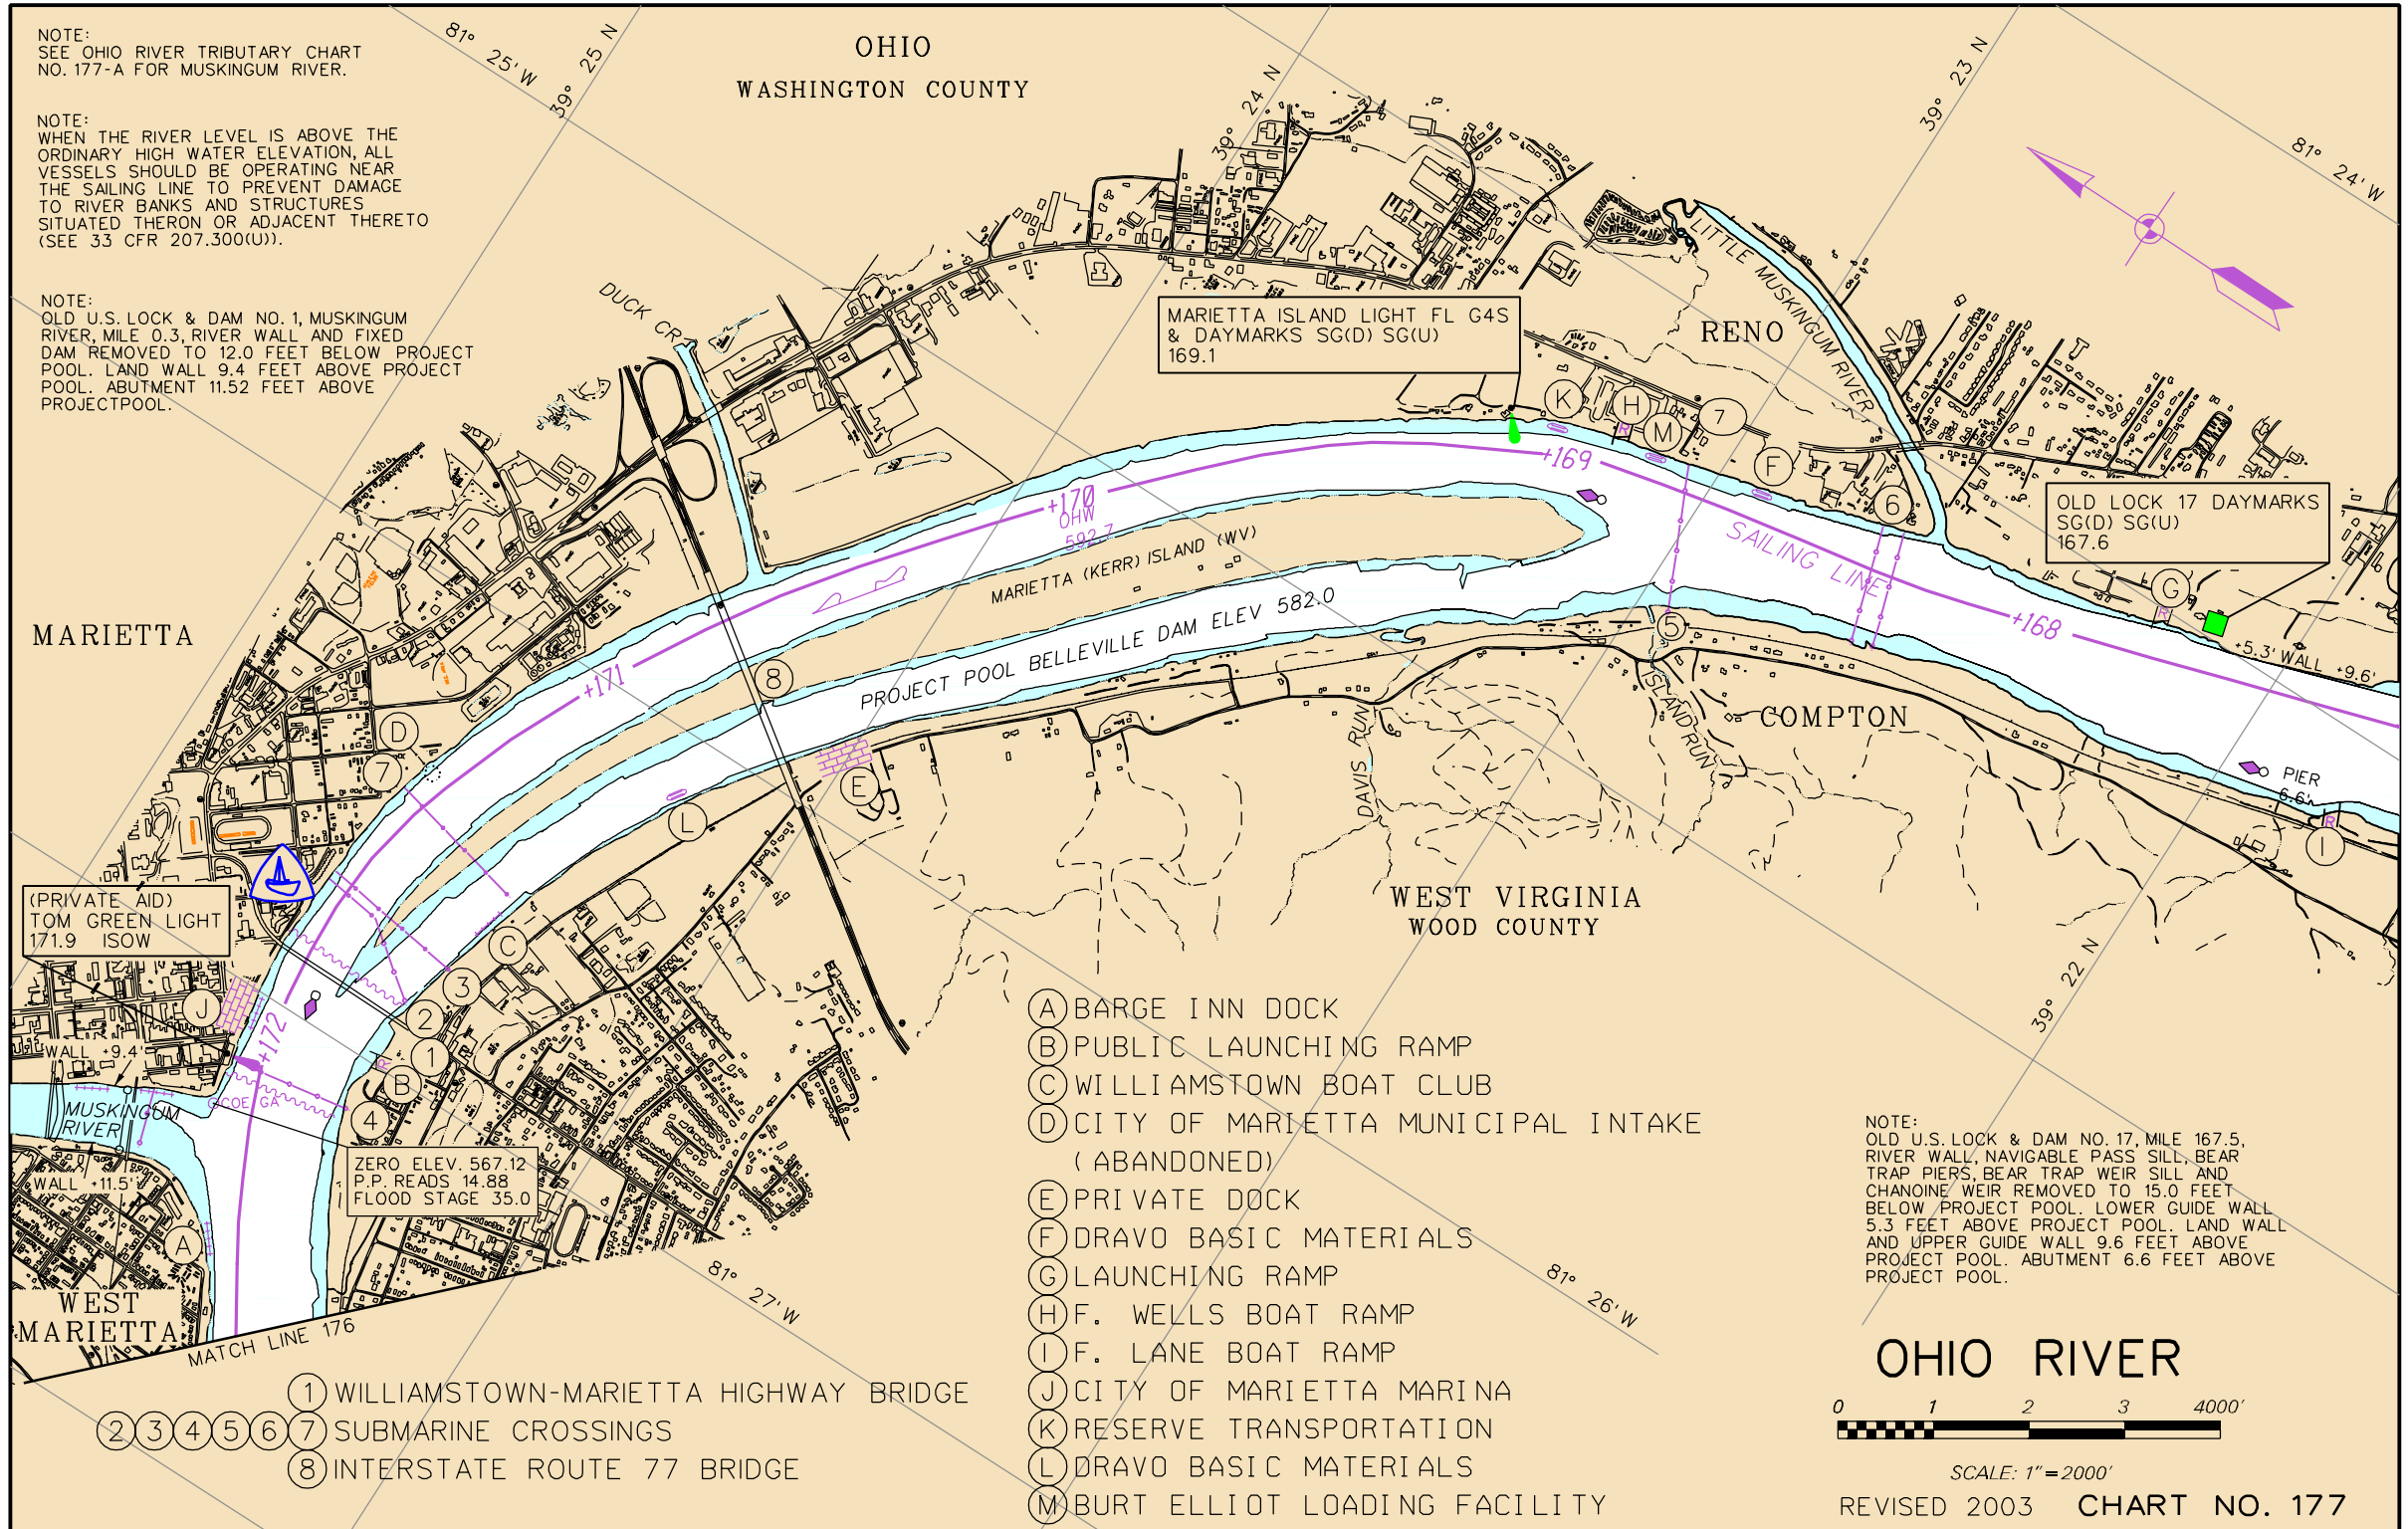 NOTE:
SEE OHIO RIVER TRIBUTARY CHART
NO. 177-A FOR MUSKINGUM RIVER.
NOTE:
WHEN THE RIVER LEVEL IS ABOVE THE
ORDINARY HIGH WATER ELEVATION, ALL
VESSELS SHOULD BE OPERATING NEAR
THE SAILING LINE TO PREVENT DAMAGE
TO RIVER BANKS AND STRUCTURES
SITUATED THERON OR ADJACENT THERETO
(SEE 33 CFR 207.300(U)).
NOTE:
OLD U.S. LOCK & DAM NO. 1, MUSKINGUM
RIVER, MILE 0.3, RIVER WALL AND FIXED
DAM REMOVED TO 12.0 FEET BELOW PROJECT
POOL. LAND WALL 9.4 FEET ABOVE PROJECT
POOL. ABUTMENT 11.52 FEET ABOVE
PROJECTPOOL.
81° 25' W
39° 25 N
OHIO
WASHINGTON COUNTY
39° 24 N
39° 23 N
81° 24' W
DUCK CR
LITTLE MUSKINGUM RIVER
RENO
MARIETTA ISLAND LIGHT FL G4S
& DAYMARKS SG(D) SG(U)
169.1
K
H
R
M
7
F
6
+169
+170
OHW
592.7
SAILING LINE
OLD LOCK 17 DAYMARKS
SG(D) SG(U)
167.6
G
R
+168
+5.3' WALL +9.6'
MARIETTA (KERR) ISLAND (WV)
PROJECT POOL BELLEVILLE DAM ELEV 582.0
MARIETTA
+171
8
5
D
7
E
L
DAVIS RUN
ISLAND RUN
COMPTON
PIER
6.6'
R
I
WEST VIRGINIA
WOOD COUNTY
39° 22 N
(PRIVATE AID)
TOM GREEN LIGHT
171.9 ISOW
C
3
2
1
J
+172
WALL +9.4'
R
B
4
MUSKINGUM
RIVER
GCOE GA
WALL +11.5'
ZERO ELEV. 567.12
P.P. READS 14.88
FLOOD STAGE 35.0
A
WEST
MARIETTA
MATCH LINE 176
81° 27' W
81° 26' W
1 WILLIAMSTOWN-MARIETTA HIGHWAY BRIDGE
2 3 4 5 6 7 SUBMARINE CROSSINGS
8 INTERSTATE ROUTE 77 BRIDGE
A BARGE INN DOCK
B PUBLIC LAUNCHING RAMP
C WILLIAMSTOWN BOAT CLUB
D CITY OF MARIETTA MUNICIPAL INTAKE
(ABANDONED)
E PRIVATE DOCK
F DRAVO BASIC MATERIALS
G LAUNCHING RAMP
H F. WELLS BOAT RAMP
I F. LANE BOAT RAMP
J CITY OF MARIETTA MARINA
K RESERVE TRANSPORTATION
L DRAVO BASIC MATERIALS
M BURT ELLIOT LOADING FACILITY
NOTE:
OLD U.S. LOCK & DAM NO. 17, MILE 167.5,
RIVER WALL, NAVIGABLE PASS SILL, BEAR
TRAP PIERS, BEAR TRAP WEIR SILL AND
CHANOINE WEIR REMOVED TO 15.0 FEET
BELOW PROJECT POOL. LOWER GUIDE WALL
5.3 FEET ABOVE PROJECT POOL. LAND WALL
AND UPPER GUIDE WALL 9.6 FEET ABOVE
PROJECT POOL. ABUTMENT 6.6 FEET ABOVE
PROJECT POOL.
OHIO RIVER
0 1 2 3 4000'
SCALE: 1"=2000'
REVISED 2003 CHART NO. 177